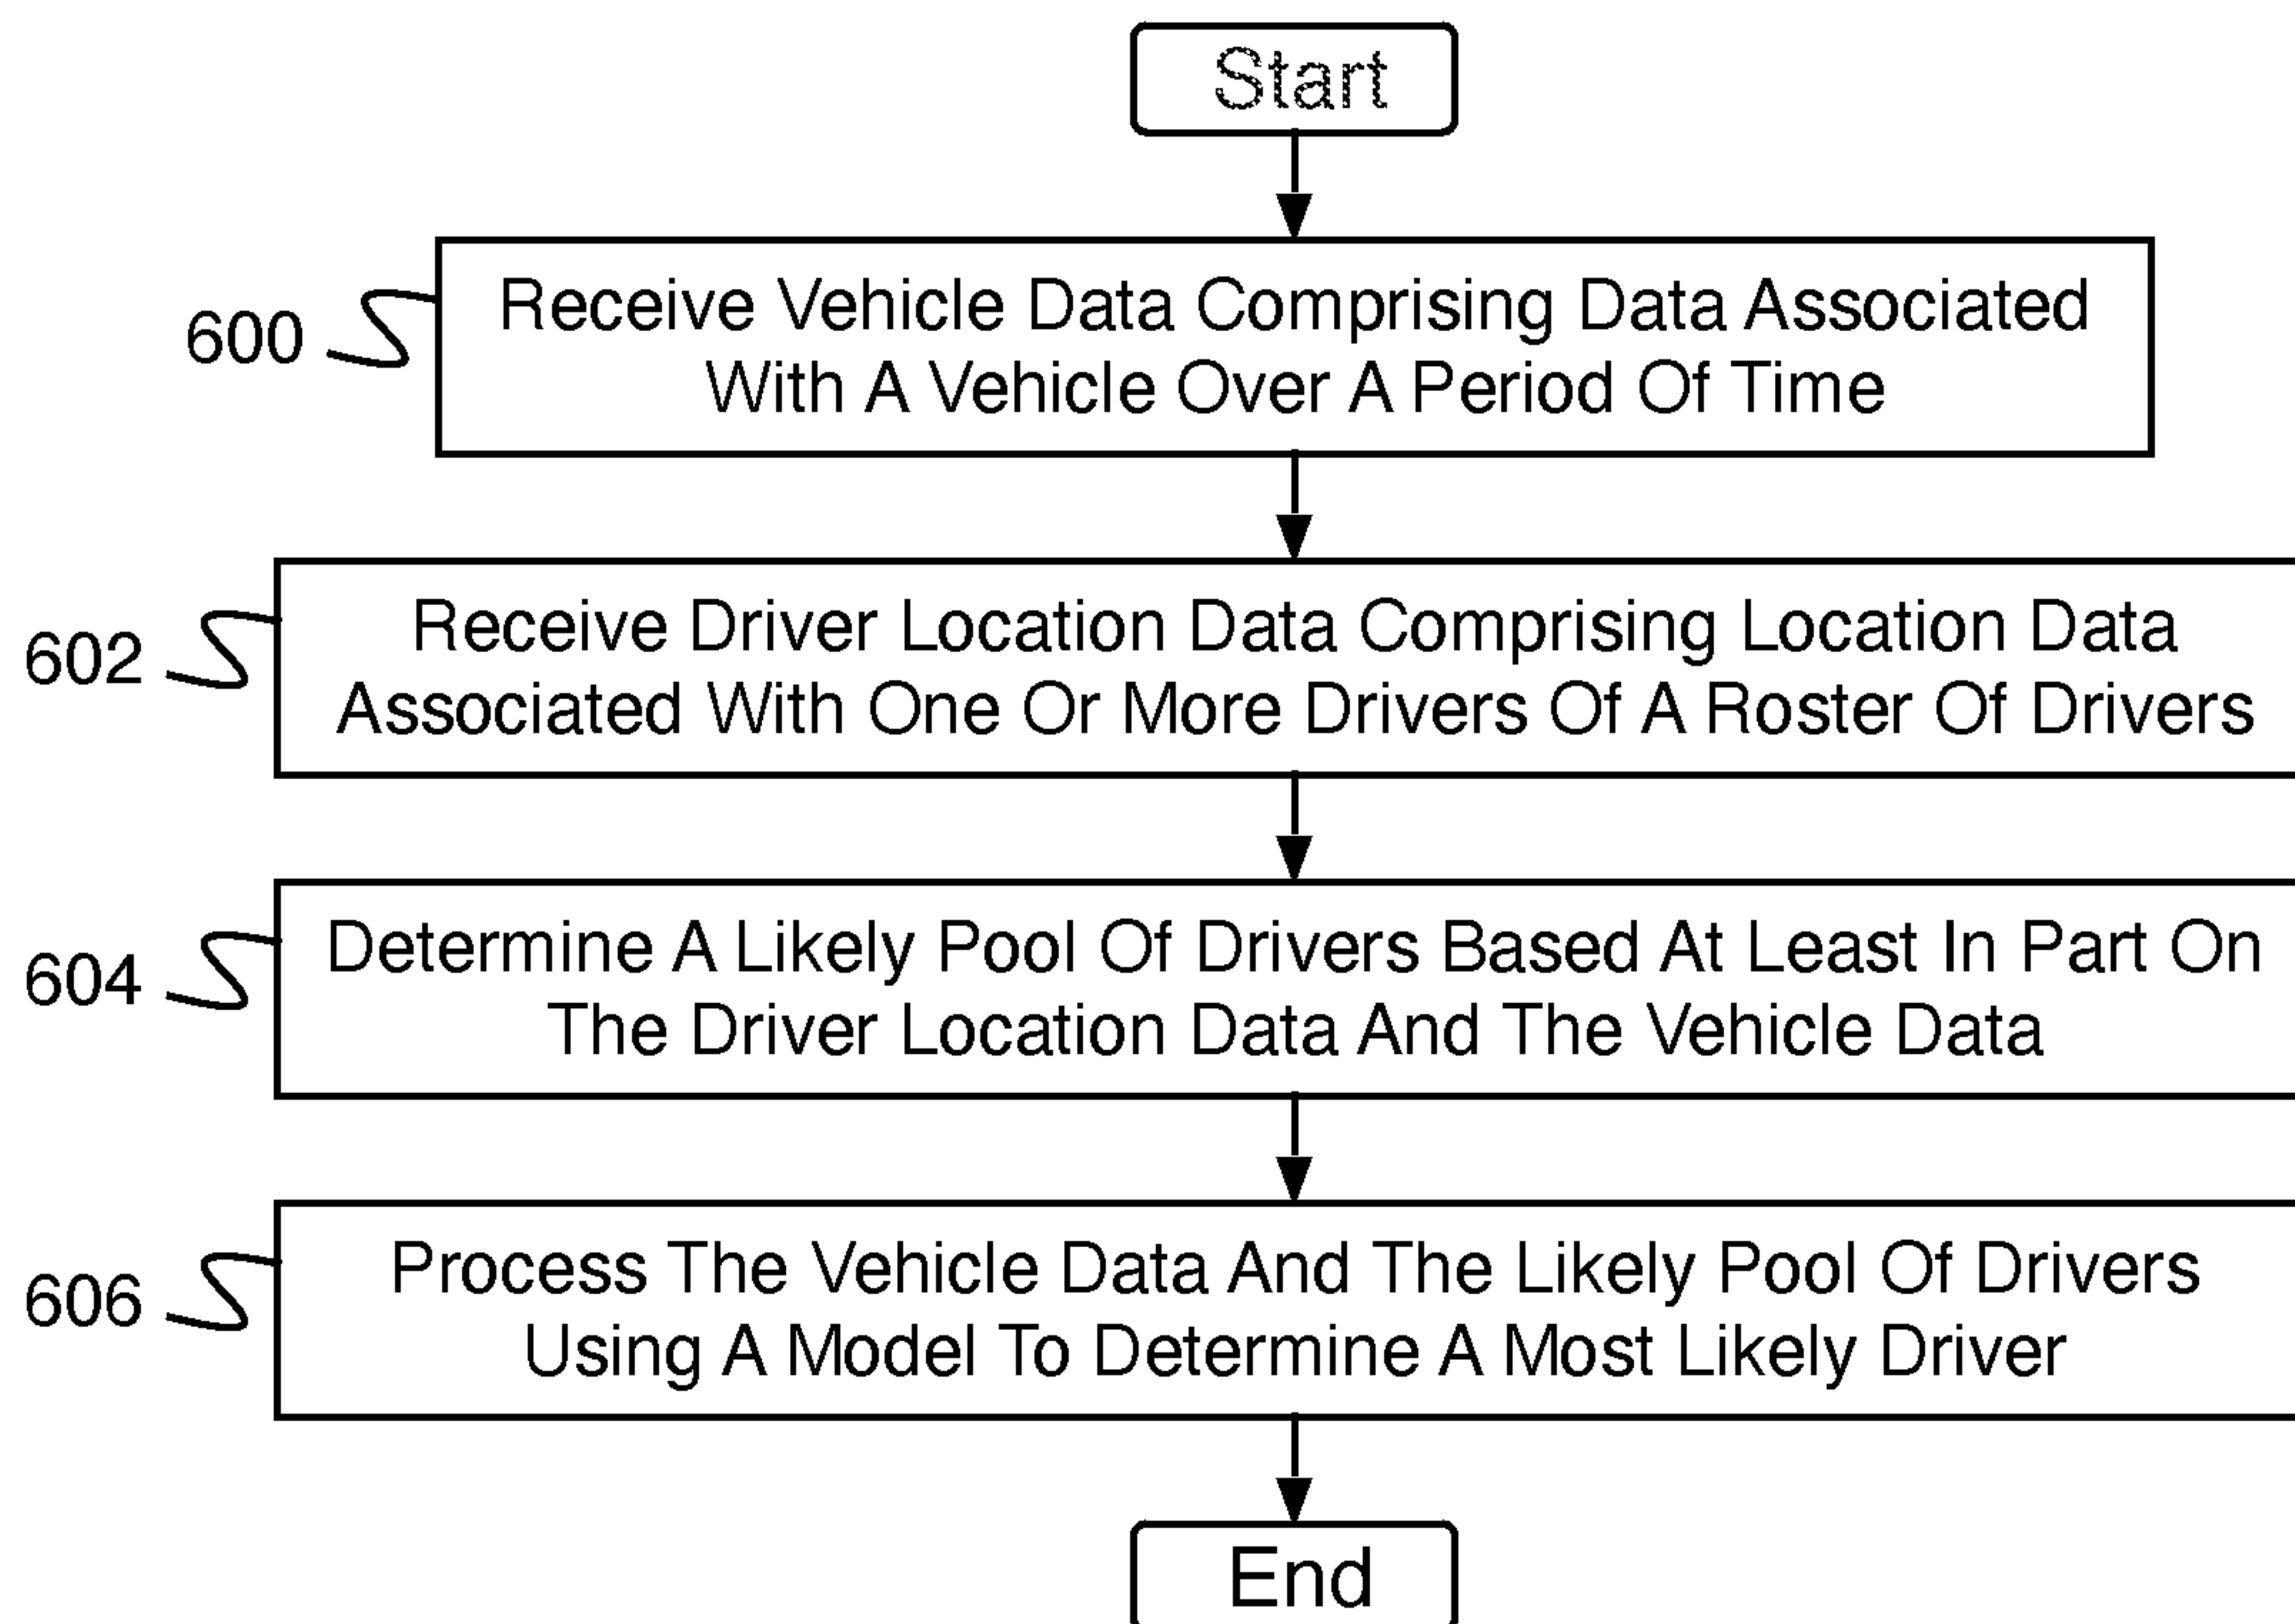 Start
600
Receive Vehicle Data Comprising Data Associated
With A Vehicle Over A Period Of Time
602
Receive Driver Location Data Comprising Location Data
Associated With One Or More Drivers Of A Roster Of Drivers
604
Determine A Likely Pool Of Drivers Based At Least In Part On
The Driver Location Data And The Vehicle Data
606
Process The Vehicle Data And The Likely Pool Of Drivers
Using A Model To Determine A Most Likely Driver
End